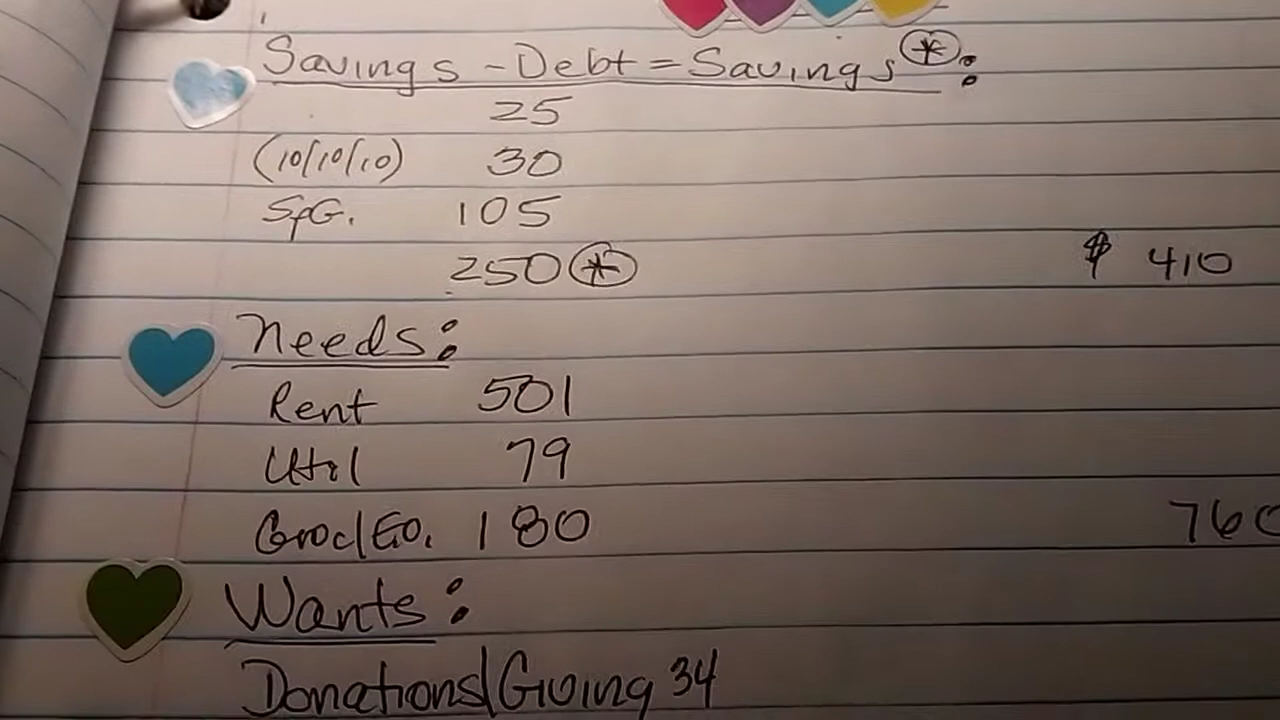 Savings - Debt = Savings *:
25
(10/10/10) 30
SpG. 105
250 * $ 410
Needs:
Rent 501
Util 79
Groc/Eo. 180 760
Wants:
Donations/Giving 34